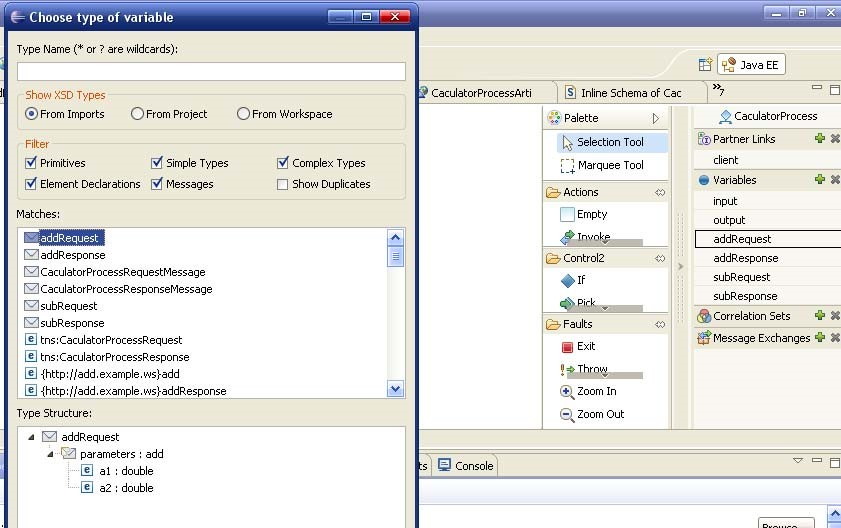 Choose type of variable
Type Name (* or ? are wildcards):
Show XSD Types
From Imports From Project From Workspace
Filter
Primitives Simple Types Complex Types
Element Declarations Messages Show Duplicates
Matches:
addRequest
addResponse
CaculatorProcessRequestMessage
CaculatorProcessResponseMessage
subRequest
subResponse
tns:CaculatorProcessRequest
tns:CaculatorProcessResponse
{http://add.example.ws}add
{http://add.example.ws}addResponse
Type Structure:
addRequest
parameters : add
a1 : double
a2 : double
Java EE
CaculatorProcessArti Inline Schema of Cac 7
Palette
Selection Tool
Marquee Tool
Actions
Empty
Invoke
Control2
If
Pick
Faults
Exit
Throw
Zoom In
Zoom Out
CaculatorProcess
Partner Links
client
Variables
input
output
addRequest
addResponse
subRequest
subResponse
Correlation Sets
Message Exchanges
ts Console
Browse